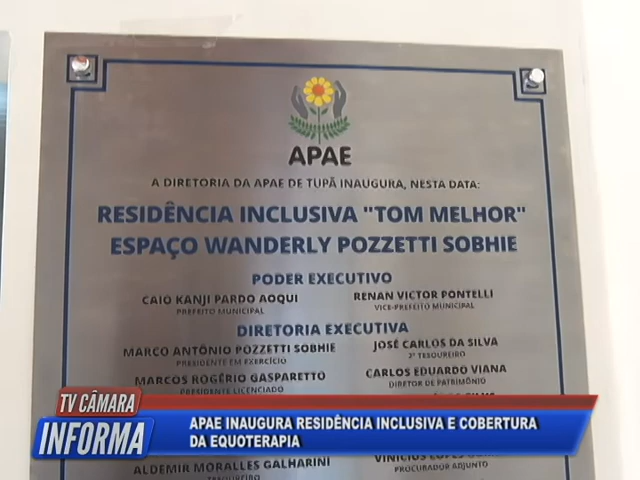 APAE
A DIRETORIA DA APAE DE TUPÃ INAUGURA, NESTA DATA:
RESIDÊNCIA INCLUSIVA "TOM MELHOR"
ESPAÇO WANDERLY POZZETTI SOBHIE
PODER EXECUTIVO
CAIO KANJI PARDO AOQUI
PREFEITO MUNICIPAL
RENAN VICTOR PONTELLI
VICE-PREFEITO MUNICIPAL
DIRETORIA EXECUTIVA
MARCO ANTÔNIO POZZETTI SOBHIE
PRESIDENTE EM EXERCÍCIO
JOSÉ CARLOS DA SILVA
2º TESOUREIRO
MARCOS ROGÉRIO GASPARETTO
PRESIDENTE LICENCIADO
CARLOS EDUARDO VIANA
DIRETOR DE PATRIMÔNIO
TV CÂMARA
INFORMA
APAE INAUGURA RESIDÊNCIA INCLUSIVA E COBERTURA
DA EQUOTERAPIA
ALDEMIR MORALLES GALHARINI
TESOUREIRO
VINICIUS LOPES
PROCURADOR ADJUNTO